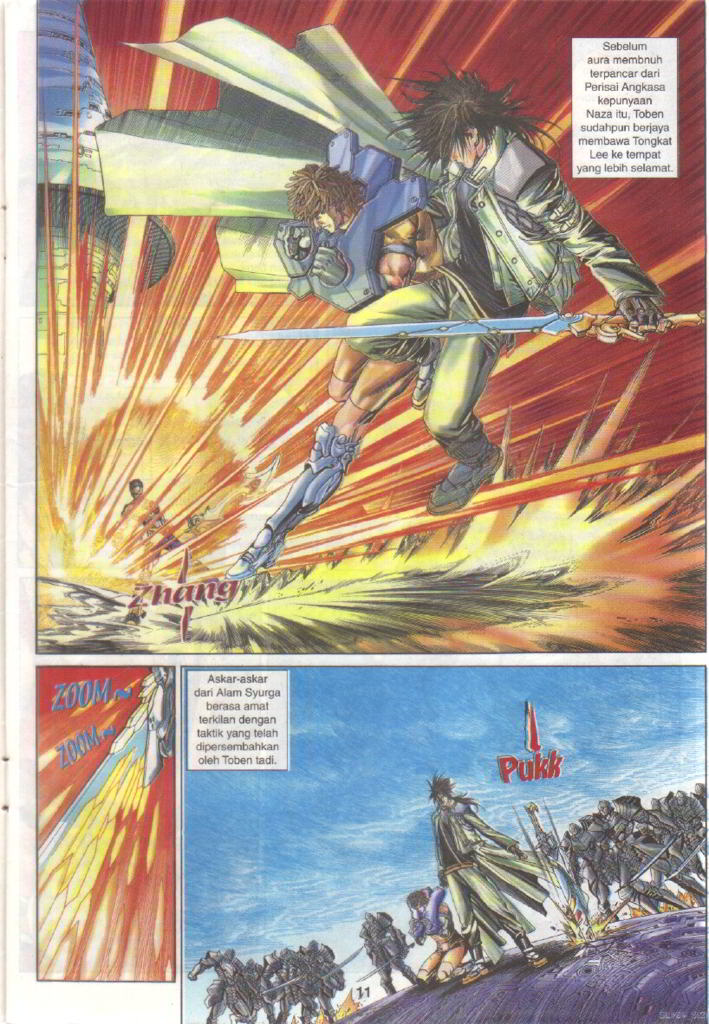 Sebelum
aura membnuh
terpancar dari
Perisai Angkasa
kepunyaan
Naza itu, Toben
sudahpun berjaya
membawa Tongkat
Lee ke tempat
yang lebih selamat.
Zhang
ZOOM~
ZOOM~
Askar-askar
dari Alam Syurga
berasa amat
terkilan dengan
taktik yang telah
dipersembahkan
oleh Toben tadi.
Pukk
11